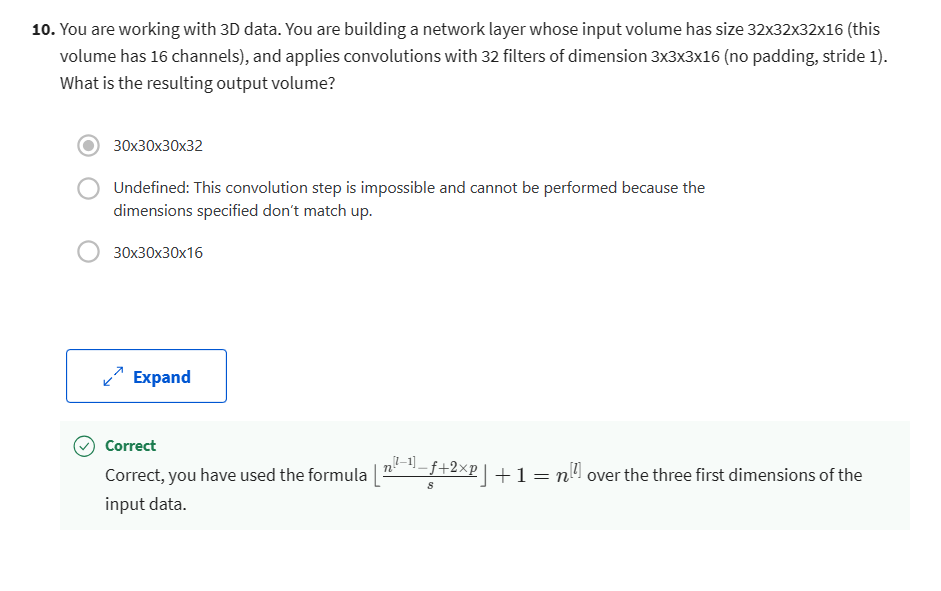 10. You are working with 3D data. You are building a network layer whose input volume has size 32x32x32x16 (this
volume has 16 channels), and applies convolutions with 32 filters of dimension 3x3x3x16 (no padding, stride 1).
What is the resulting output volume?
30x30x30x32
Undefined: This convolution step is impossible and cannot be performed because the
dimensions specified don't match up.
30x30x30x16
Expand
Correct
Correct, you have used the formula ⌊(n^[l−1] − f + 2 × p)/s⌋ + 1 = n^[l] over the three first dimensions of the
input data.